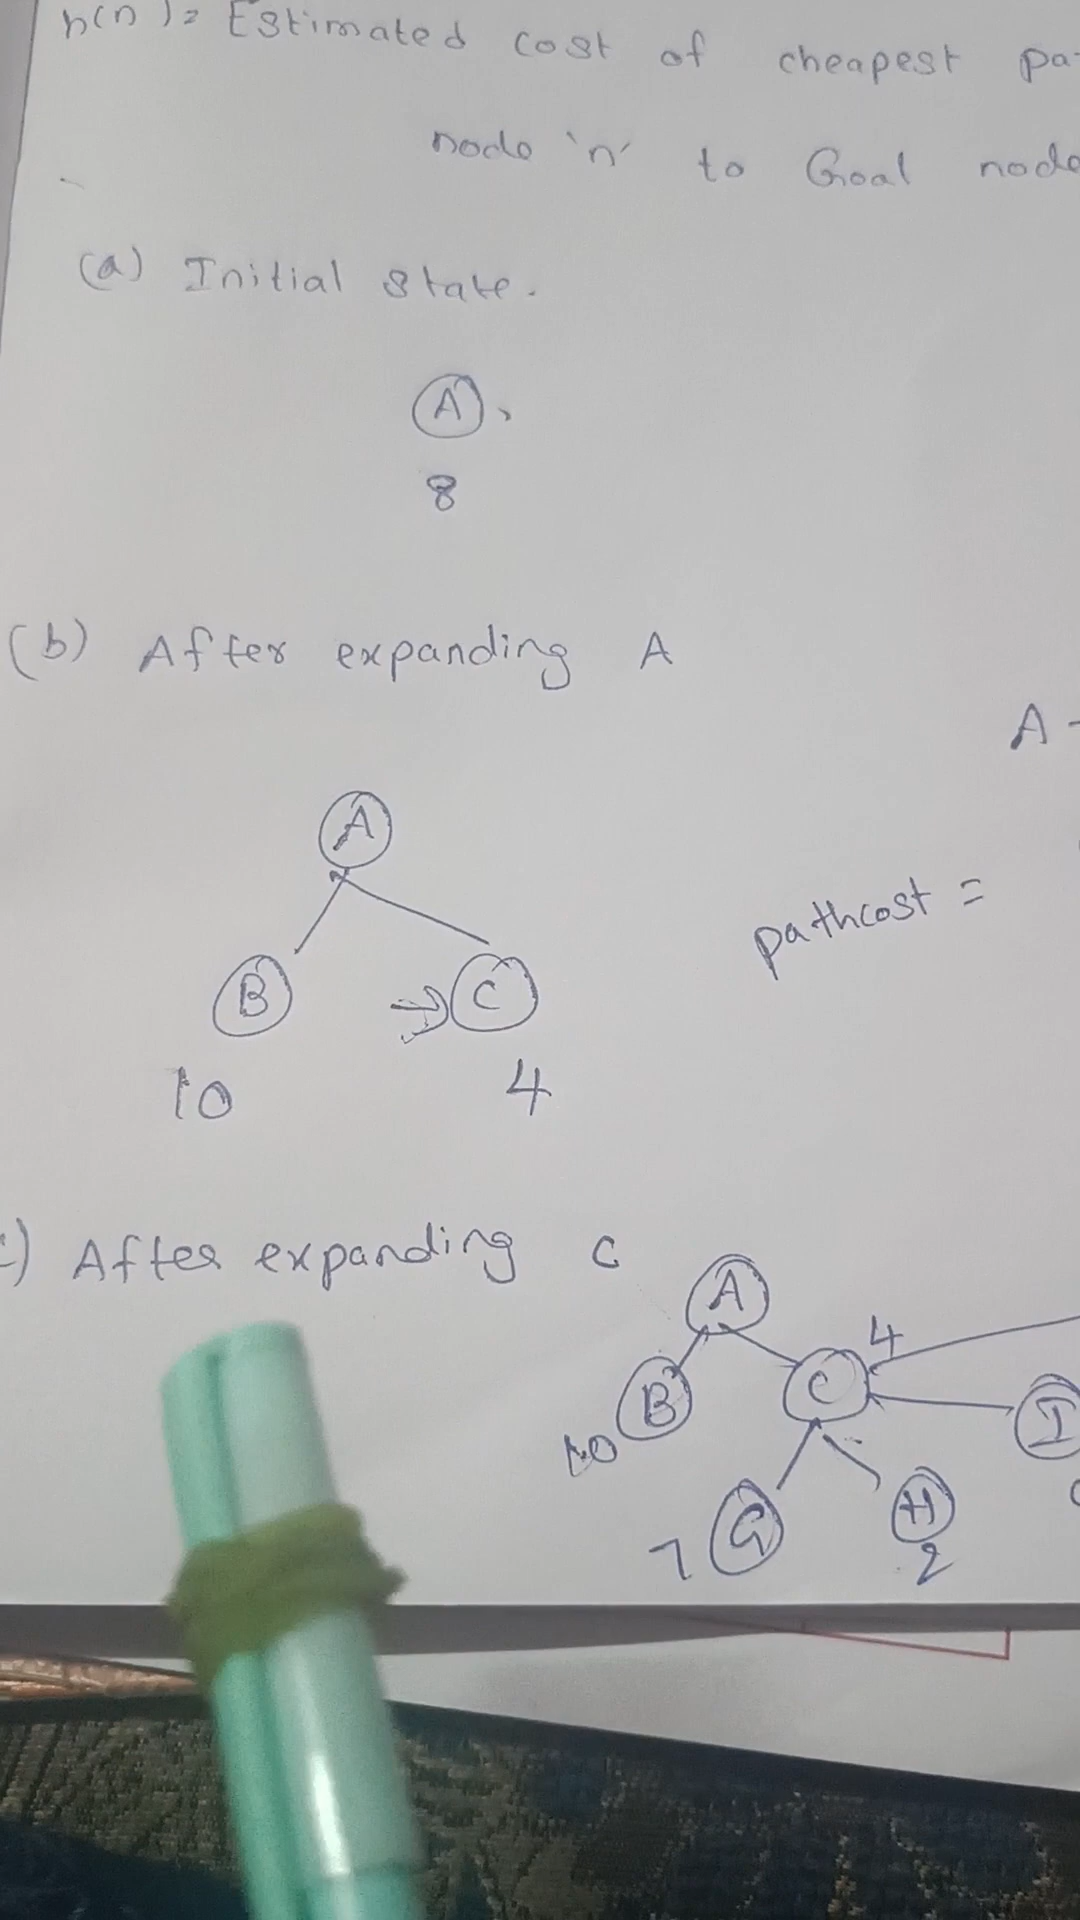 h(n) = Estimated cost of cheapest pa
node 'n' to Goal node
(a) Initial state.
A
8
(b) After expanding A
A
A
pathcost =
B
C
10
4
) After expanding C
A
4
B
C
I
10
G
H
7
2